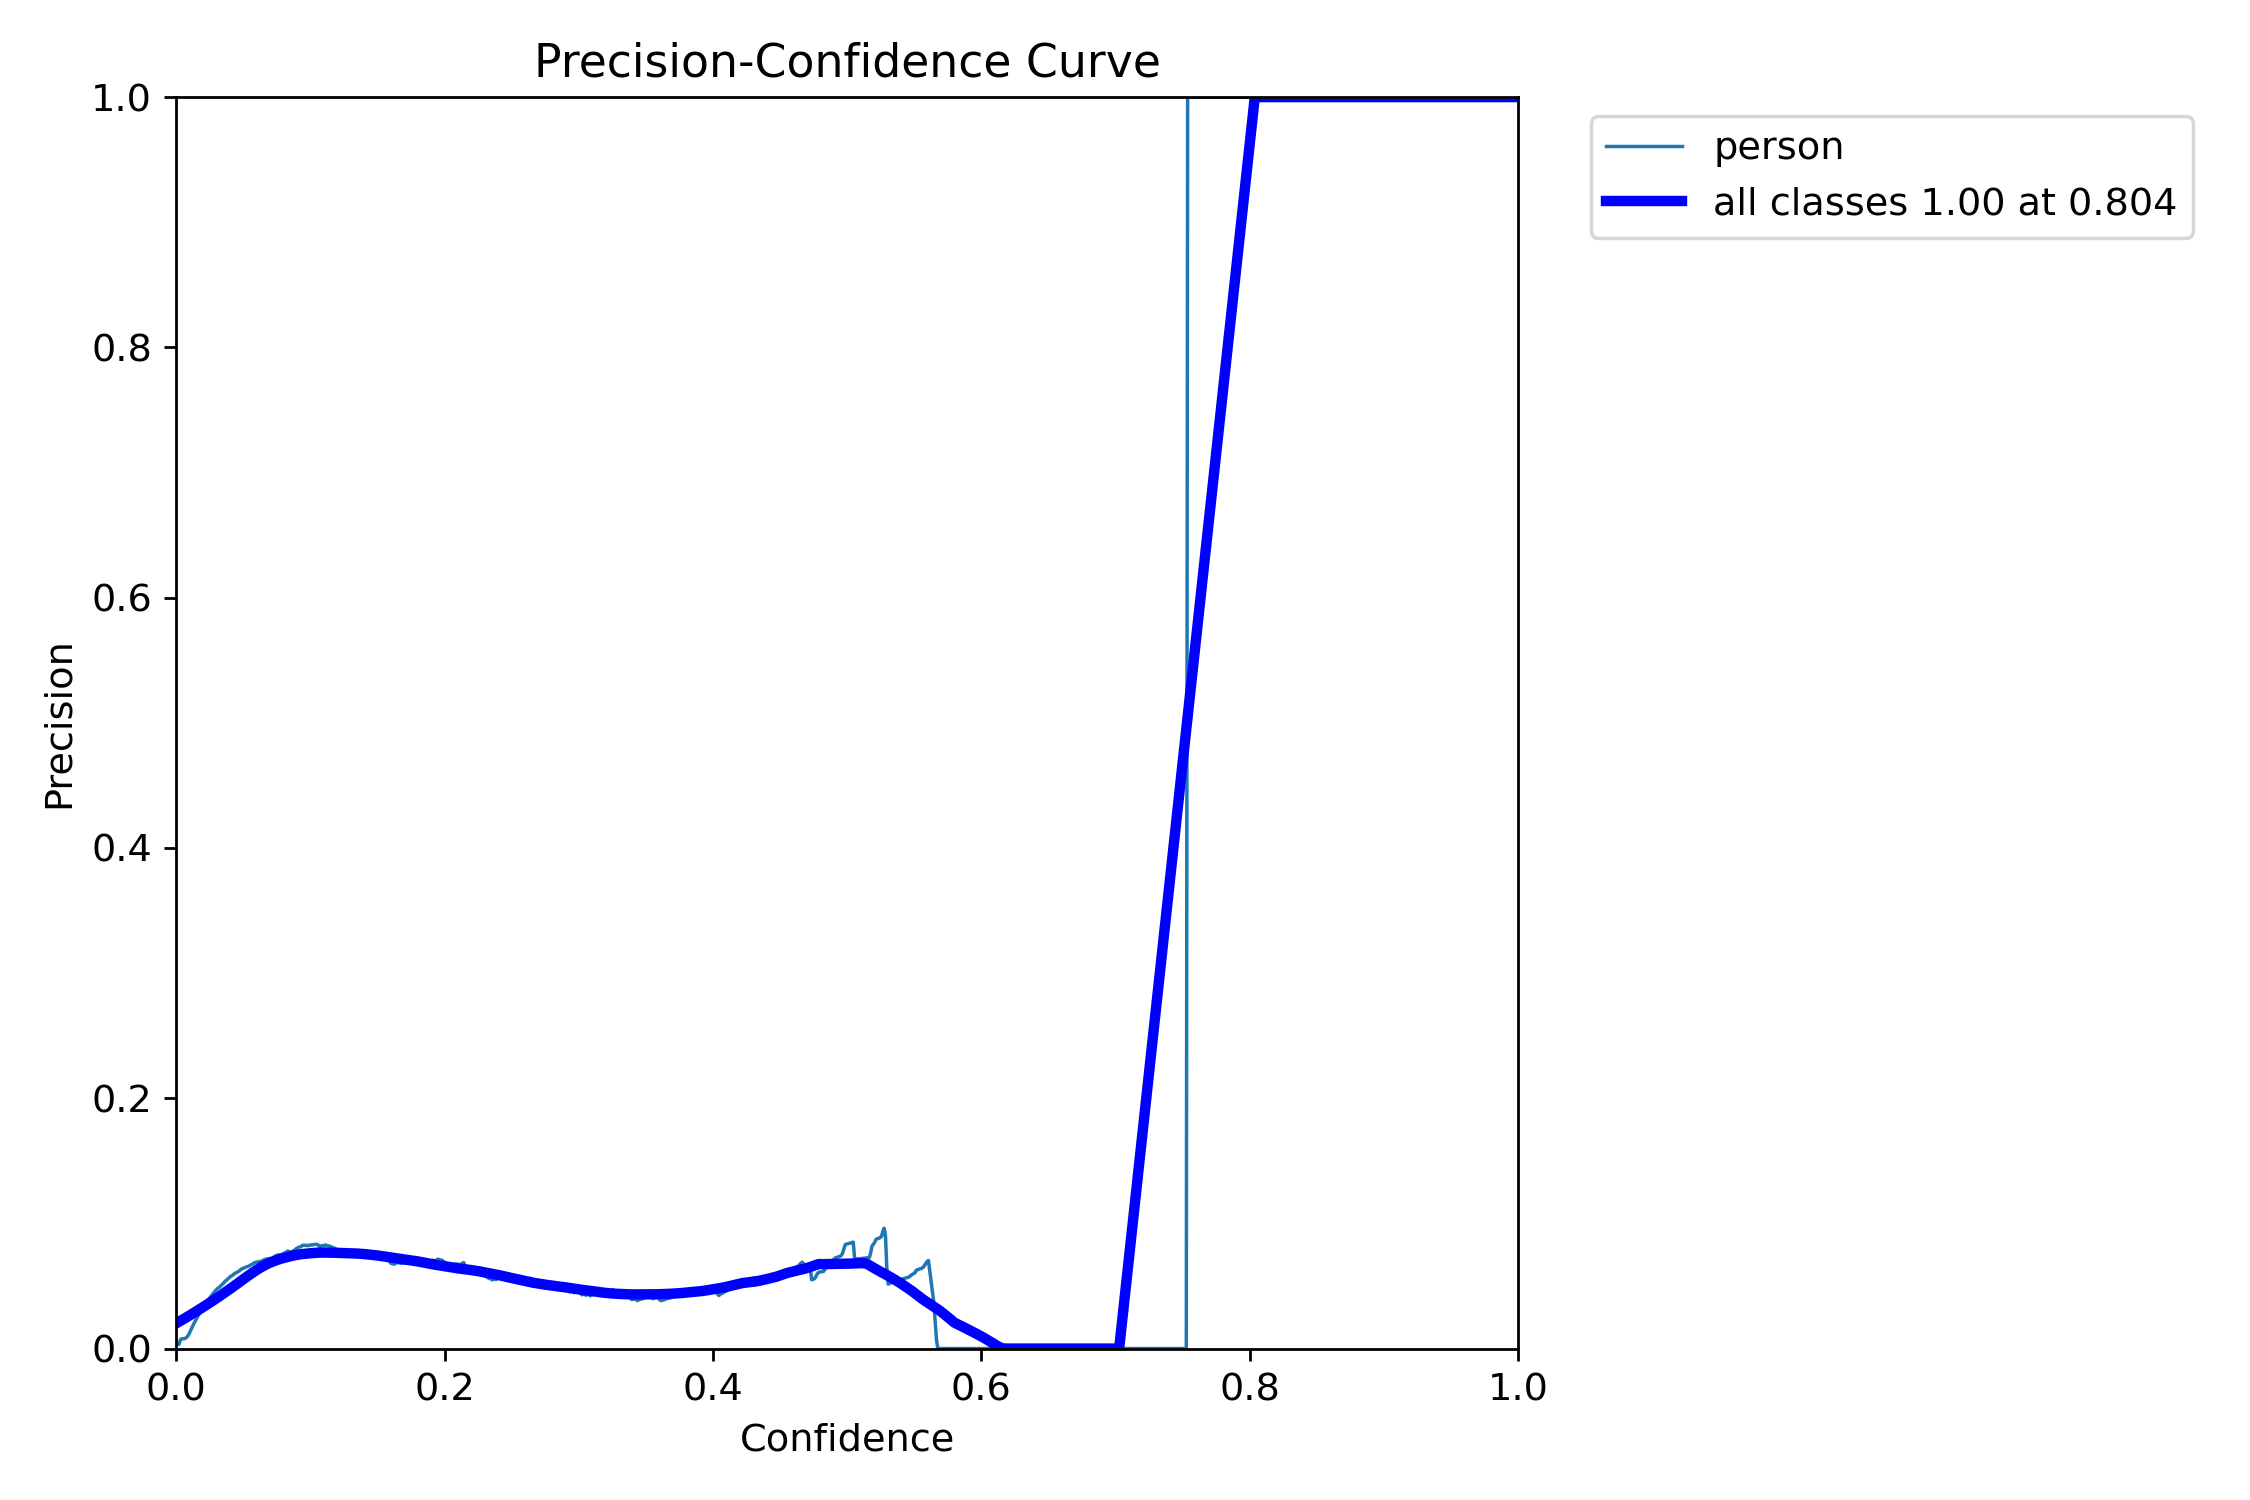 Precision-Confidence Curve
1.0
0.8
0.6
0.4
0.2
0.0
Precision
0.0 0.2 0.4 0.6 0.8 1.0
Confidence
person
all classes 1.00 at 0.804